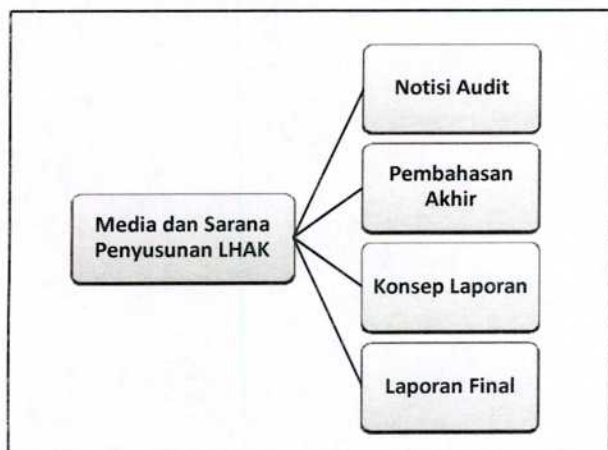 Media dan Sarana
Penyusunan LHAK
Notisi Audit
Pembahasan
Akhir
Konsep Laporan
Laporan Final